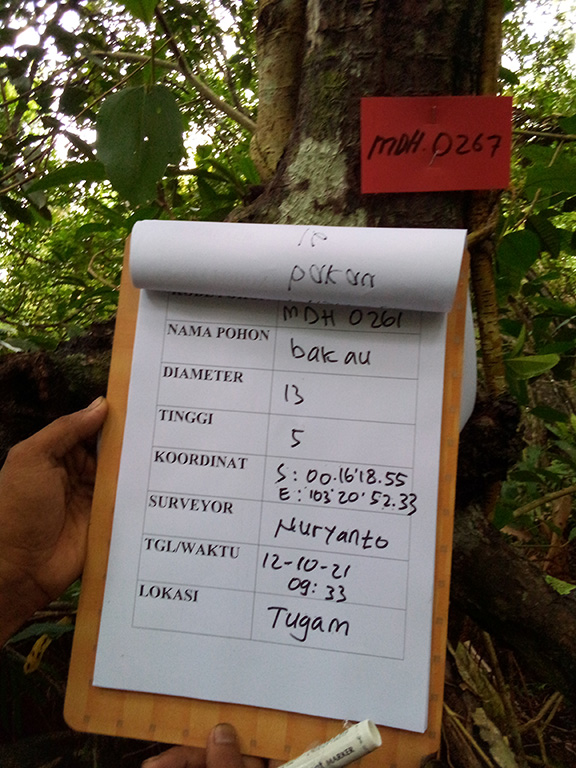 MDH.0267
pakan
MDH 0261
NAMA POHON bakau
DIAMETER 13
TINGGI 5
KOORDINAT S : 00.16'18.55
E : 103°20'52.33
SURVEYOR Nuryanto
TGL/WAKTU 12-10-21
09:33
LOKASI Tugam
MARKER